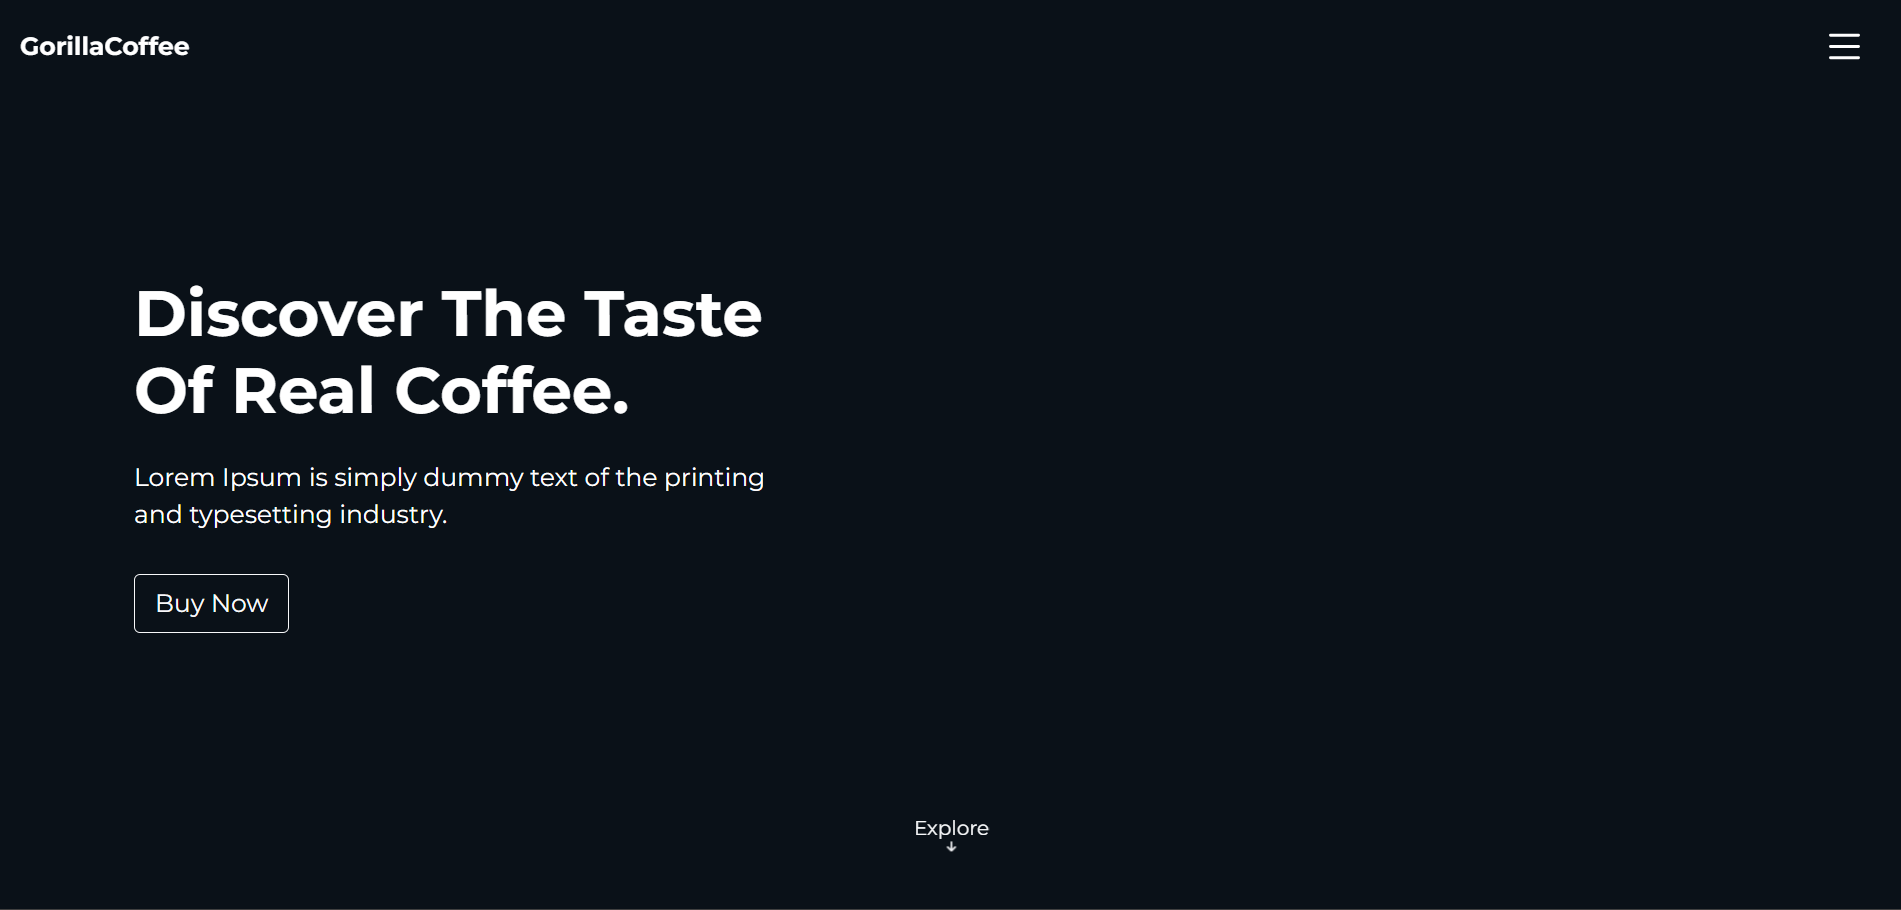 GorillaCoffee
Discover The Taste
Of Real Coffee.
Lorem Ipsum is simply dummy text of the printing
and typesetting industry.
Buy Now
Explore